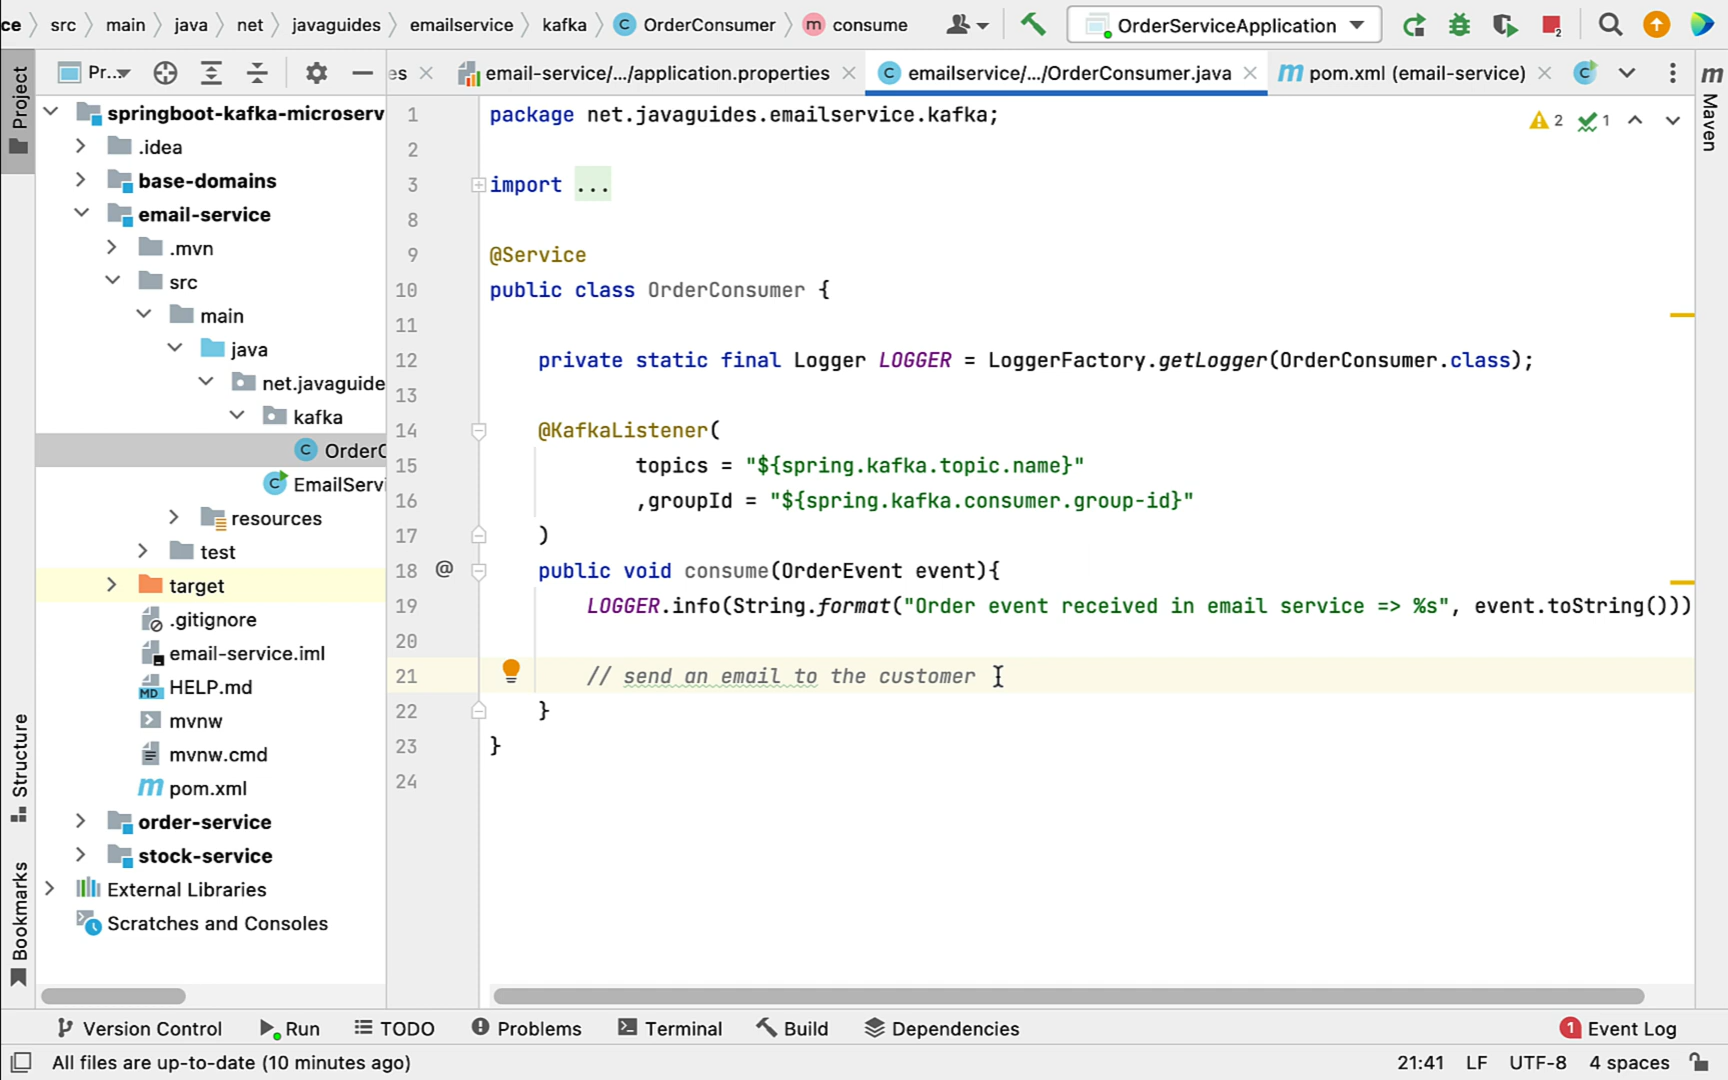 ce src main java net javaguides emailservice kafka C OrderConsumer m consume OrderServiceApplication 2
Project Pr... es email-service/.../application.properties C emailservice/.../OrderConsumer.java m pom.xml (email-service) C m Maven
springboot-kafka-microserv
.idea
base-domains
email-service
.mvn
src
main
java
net.javaguide
kafka
C OrderC
C EmailServi
resources
test
target
.gitignore
email-service.iml
MD HELP.md
mvnw
mvnw.cmd
m pom.xml
order-service
stock-service
External Libraries
Scratches and Consoles
Structure
Bookmarks
1 package net.javaguides.emailservice.kafka; 2 1
2
3 import ...
8
9 @Service
10 public class OrderConsumer {
11
12 private static final Logger LOGGER = LoggerFactory.getLogger(OrderConsumer.class);
13
14 @KafkaListener(
15 topics = "${spring.kafka.topic.name}"
16 ,groupId = "${spring.kafka.consumer.group-id}"
17 )
18 @ public void consume(OrderEvent event){
19 LOGGER.info(String.format("Order event received in email service => %s", event.toString()))
20
21 // send an email to the customer
22 }
23 }
24
Version Control Run TODO Problems Terminal Build Dependencies 1 Event Log
All files are up-to-date (10 minutes ago) 21:41 LF UTF-8 4 spaces